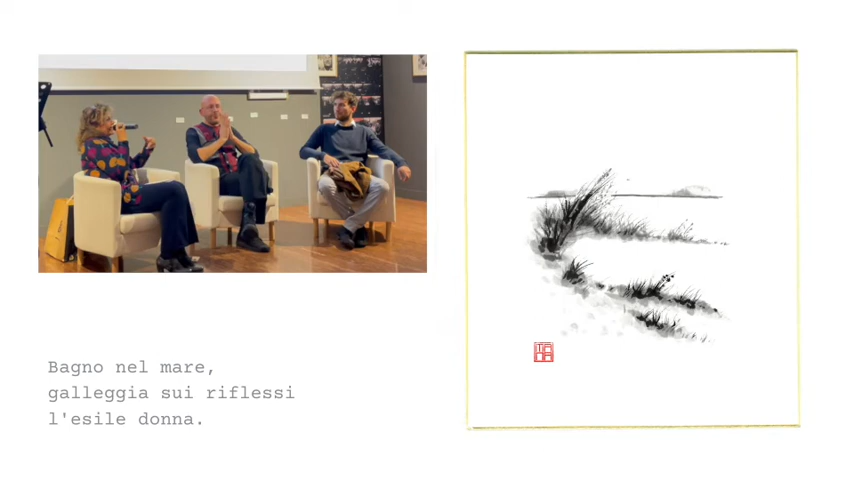 Bagno nel mare,
galleggia sui riflessi
l'esile donna.